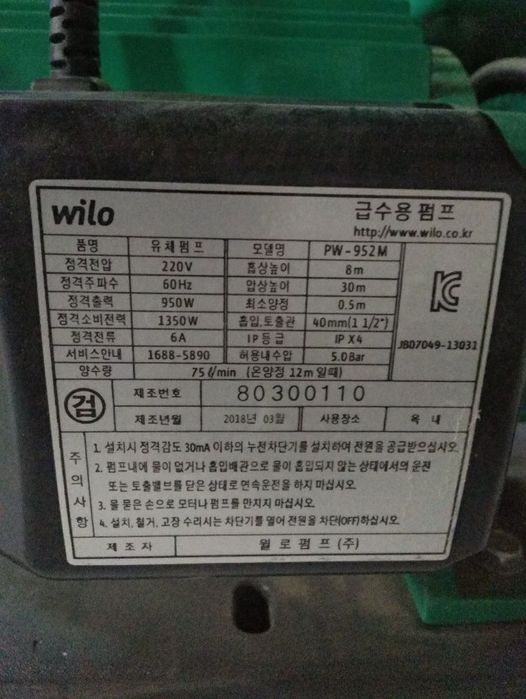 wilo
급수용 펌프
http://www.wilo.co.kr
품명 유체펌프 모델명 PW-952M
정격전압 220V 흡상높이 8m
정격주파수 60Hz 압상높이 30m
정격출력 950W 최소양정 0.5m
정격소비전력 1350W 흡입,토출관 40mm(1 1/2")
정격전류 6A IP등급 IP X4
서비스안내 1688-5890 허용내수압 5.0Bar
양수량 75ℓ/min (온양정 12m 일때)
JB07049-13031
검
제조번호 80300110
제조년월 2018년 03월 사용장소 옥 내
주의사항
1. 설치시 정격감도 30mA 이하의 누전차단기를 설치하여 전원을 공급받으십시오.
2. 펌프내에 물이 없거나 흡입배관으로 물이 흡입되지 않는 상태에서의 운전
또는 토출밸브를 닫은 상태로 연속운전을 하지 마십시오.
3. 물 묻은 손으로 모터나 펌프를 만지지 마십시오.
4. 설치, 철거, 고장 수리시는 차단기를 열어 전원을 차단(OFF)하십시오.
제 조 자 윌로펌프 (주)